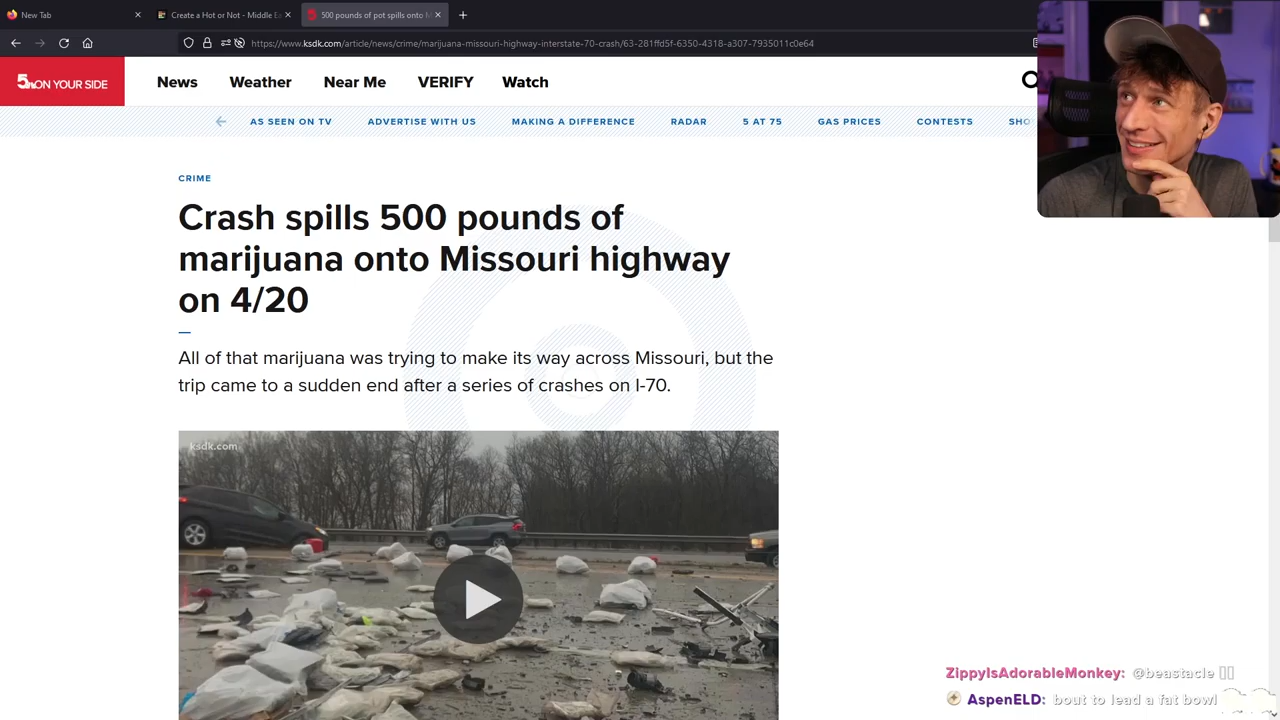 New Tab
Create a Hot or Not - Middle Ea
500 pounds of pot spills onto M
https://www.ksdk.com/article/news/crime/marijuana-missouri-highway-interstate-70-crash/63-281ffd5f-6350-4318-a307-7935011c0e64
5 ON YOUR SIDE
News
Weather
Near Me
VERIFY
Watch
AS SEEN ON TV
ADVERTISE WITH US
MAKING A DIFFERENCE
RADAR
5 AT 75
GAS PRICES
CONTESTS
SHO
CRIME
Crash spills 500 pounds of
marijuana onto Missouri highway
on 4/20
All of that marijuana was trying to make its way across Missouri, but the
trip came to a sudden end after a series of crashes on I-70.
ksdk.com
ZippyIsAdorableMonkey: @beastacle
AspenELD: bout to lead a fat bowl